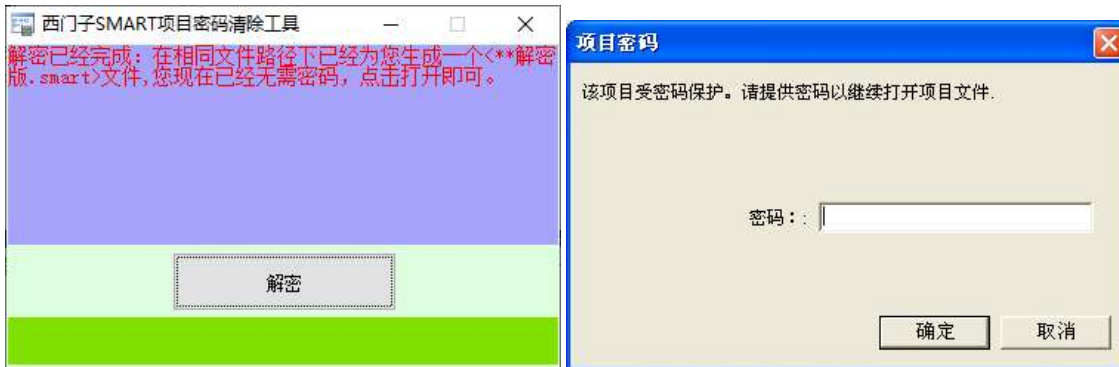 西门子SMART项目密码清除工具
解密已经完成：在相同文件路径下已经为您生成一个<**解密
版.smart>文件,您现在已经无需密码，点击打开即可。
解密
项目密码
该项目受密码保护。请提供密码以继续打开项目文件.
密码：:
确定
取消